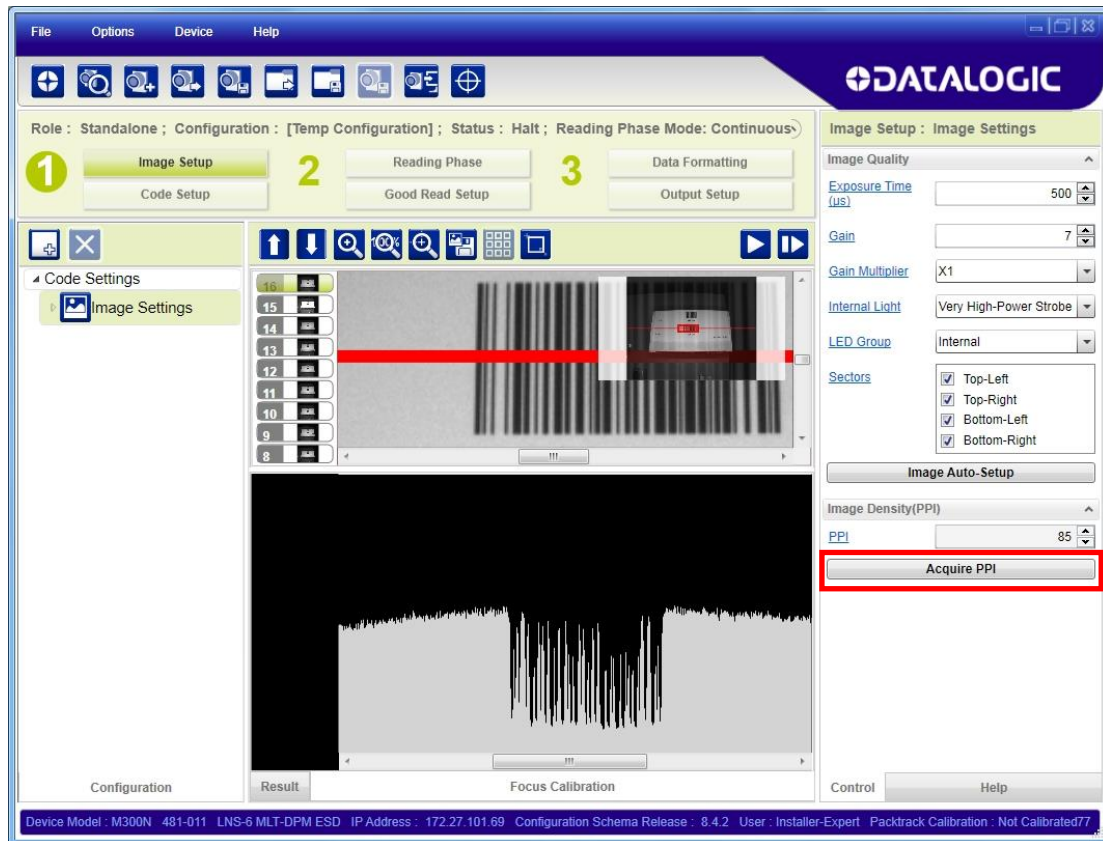 File Options Device Help
DATALOGIC
Role : Standalone ; Configuration : [Temp Configuration] ; Status : Halt ; Reading Phase Mode: Continuous
1 Image Setup 2 Reading Phase 3 Data Formatting
Code Setup Good Read Setup Output Setup
Code Settings
Image Settings
100%
16
15
14
13
12
11
10
9
8
Result Focus Calibration
Configuration
Image Setup : Image Settings
Image Quality
Exposure Time (µs) 500
Gain 7
Gain Multiplier X1
Internal Light Very High-Power Strobe
LED Group Internal
Sectors Top-Left
Top-Right
Bottom-Left
Bottom-Right
Image Auto-Setup
Image Density(PPI)
PPI 85
Acquire PPI
Control Help
Device Model : M300N 481-011 LNS-6 MLT-DPM ESD IP Address : 172.27.101.69 Configuration Schema Release : 8.4.2 User : Installer-Expert Packtrack Calibration : Not Calibrated77